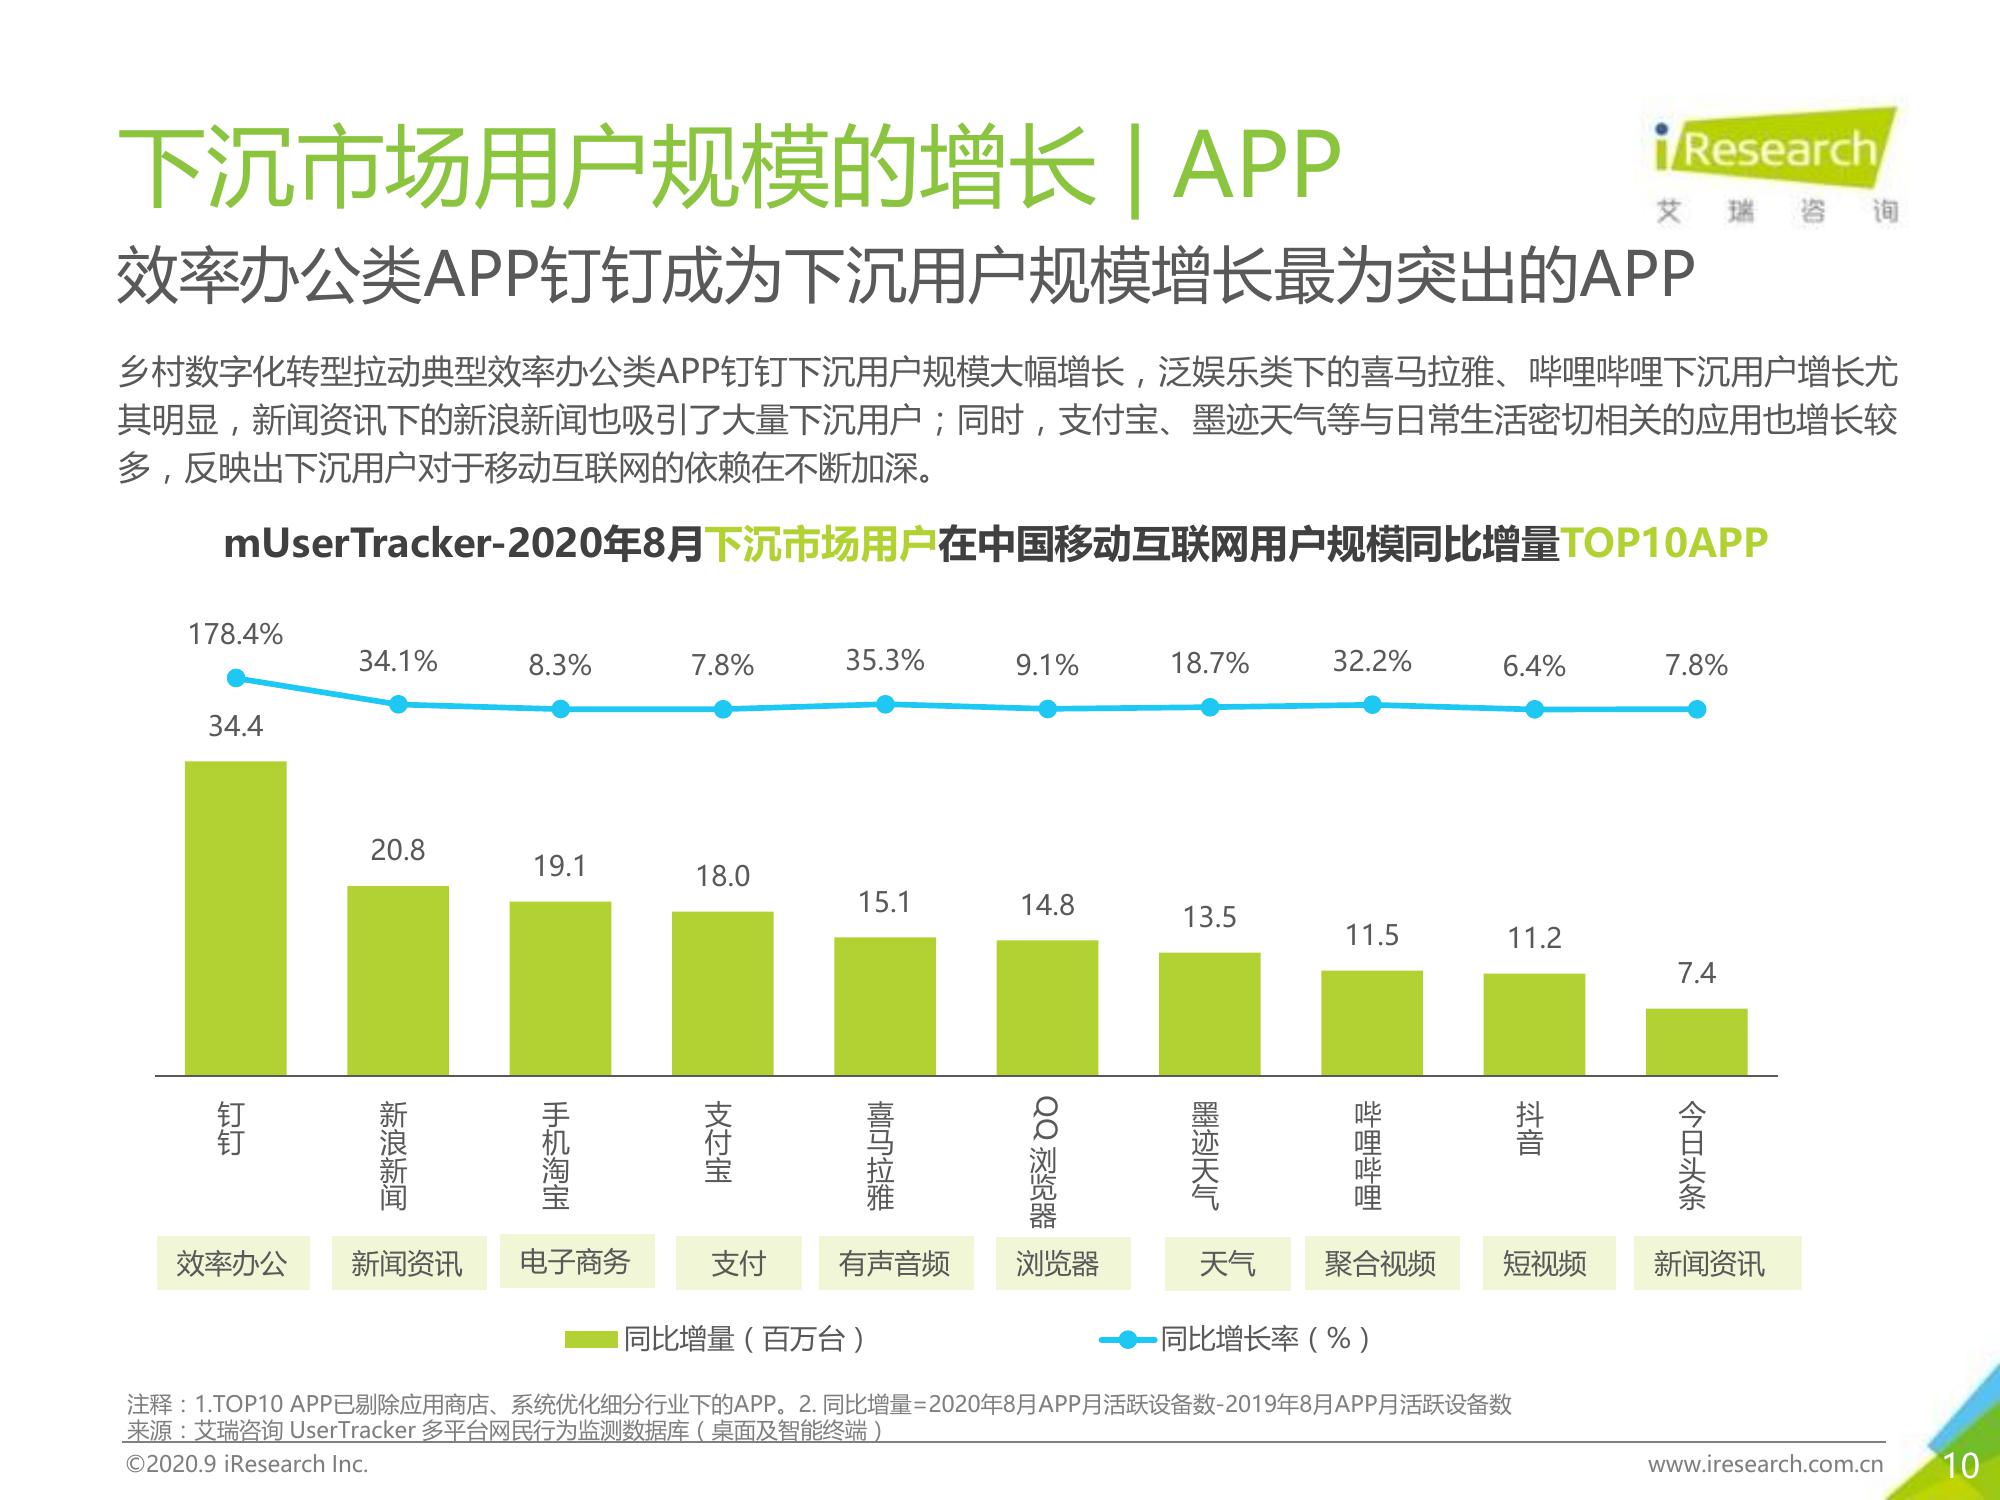 下沉市场用户规模的增长 | APP
iResearch
艾瑞咨询
效率办公类APP钉钉成为下沉用户规模增长最为突出的APP
乡村数字化转型拉动典型效率办公类APP钉钉下沉用户规模大幅增长，泛娱乐类下的喜马拉雅、哔哩哔哩下沉用户增长尤
其明显，新闻资讯下的新浪新闻也吸引了大量下沉用户；同时，支付宝、墨迹天气等与日常生活密切相关的应用也增长较
多，反映出下沉用户对于移动互联网的依赖在不断加深。
mUserTracker-2020年8月下沉市场用户在中国移动互联网用户规模同比增量TOP10APP
178.4% 34.1% 8.3% 7.8% 35.3% 9.1% 18.7% 32.2% 6.4% 7.8%
34.4 20.8 19.1 18.0 15.1 14.8 13.5 11.5 11.2 7.4
钉钉 新浪新闻 手机淘宝 支付宝 喜马拉雅 QQ浏览器 墨迹天气 哔哩哔哩 抖音 今日头条
效率办公 新闻资讯 电子商务 支付 有声音频 浏览器 天气 聚合视频 短视频 新闻资讯
同比增量（百万台） 同比增长率（%）
注释：1.TOP10 APP已剔除应用商店、系统优化细分行业下的APP。2. 同比增量=2020年8月APP月活跃设备数-2019年8月APP月活跃设备数
来源：艾瑞咨询 UserTracker 多平台网民行为监测数据库（桌面及智能终端）
©2020.9 iResearch Inc. www.iresearch.com.cn 10